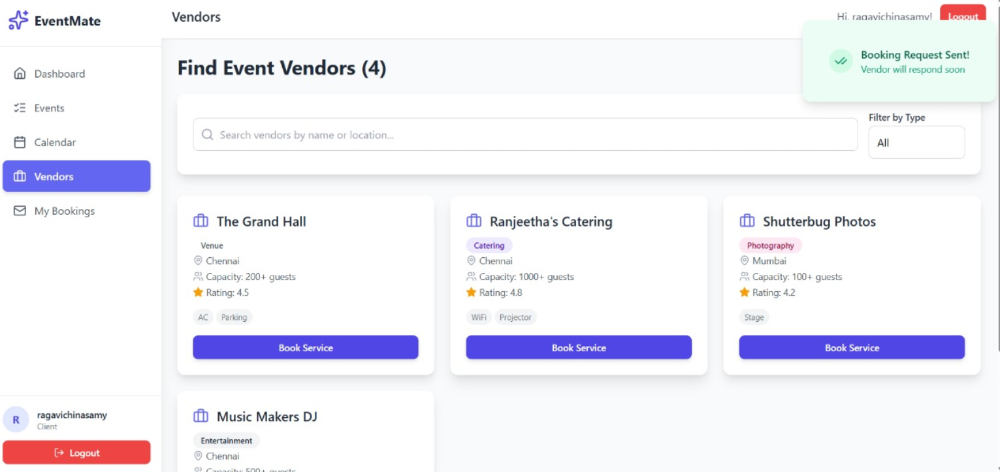 EventMate
Dashboard
Events
Calendar
Vendors
My Bookings
R
ragavichinasamy
Client
Logout
Vendors
Hi, ragavichinasamy!
Logout
Booking Request Sent!
Vendor will respond soon
Find Event Vendors (4)
Search vendors by name or location...
Filter by Type
All
The Grand Hall
Venue
Chennai
Capacity: 200+ guests
Rating: 4.5
AC Parking
Book Service
Ranjeetha's Catering
Catering
Chennai
Capacity: 1000+ guests
Rating: 4.8
WiFi Projector
Book Service
Shutterbug Photos
Photography
Mumbai
Capacity: 100+ guests
Rating: 4.2
Stage
Book Service
Music Makers DJ
Entertainment
Chennai
Capacity: 500+ guests